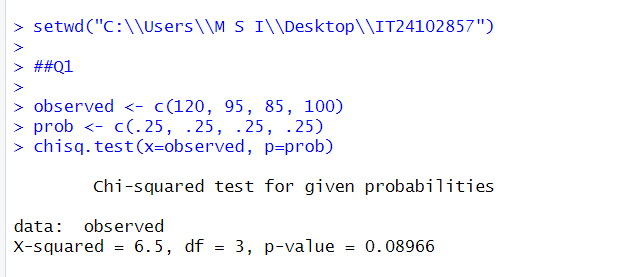 > setwd("C:\\Users\\M S I\\Desktop\\IT24102857")
>
> ##Q1
>
> observed <- c(120, 95, 85, 100)
> prob <- c(.25, .25, .25, .25)
> chisq.test(x=observed, p=prob)
Chi-squared test for given probabilities
data:  observed
X-squared = 6.5, df = 3, p-value = 0.08966